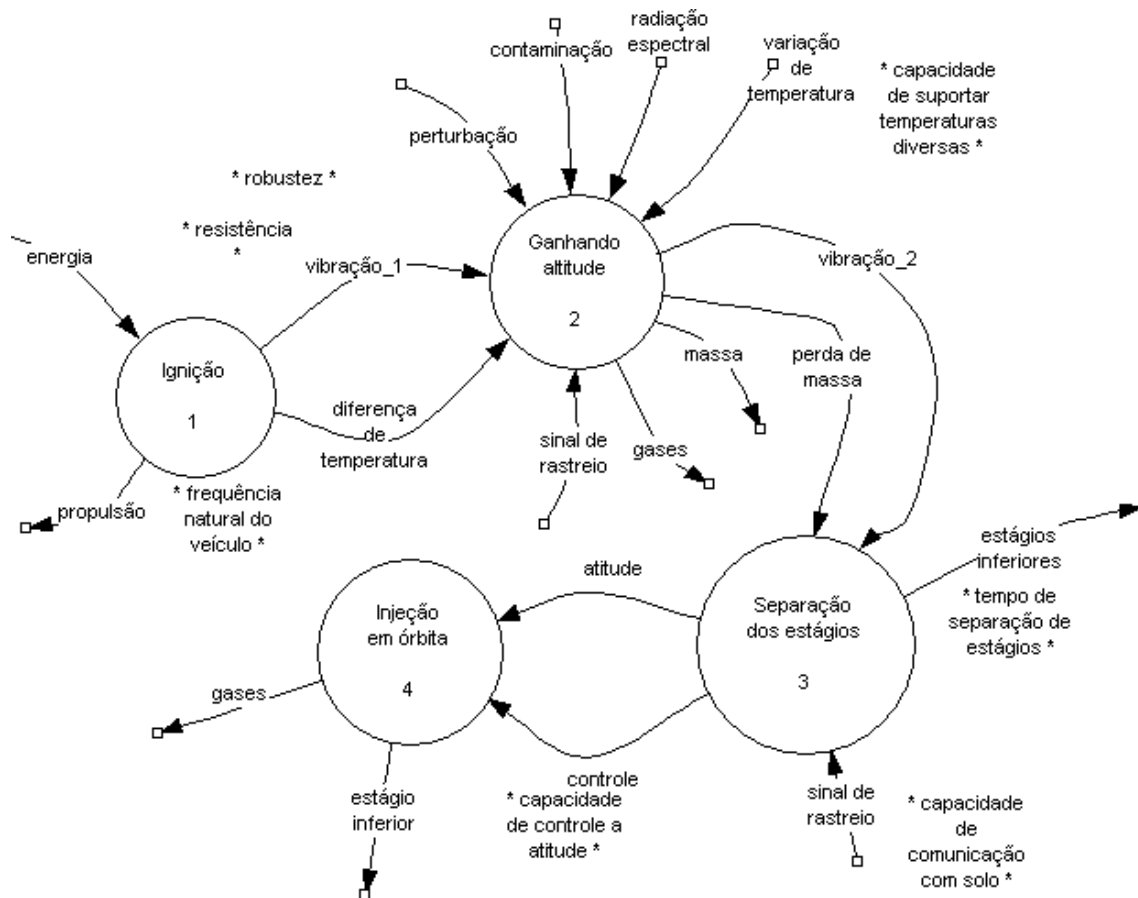 contaminação
radiação
espectral
variação
de
temperatura
* capacidade
de suportar
temperaturas
diversas *
perturbação
* robustez *
* resistência
*
energia
vibração_1
Ganhando
altitude
2
vibração_2
Ignição
1
massa
perda de
massa
diferença
de
temperatura
sinal de
rastreio
gases
propulsão
* frequência
natural do
veículo *
estágios
inferiores
atitude
Injeção
em órbita
4
Separação
dos estágios
3
* tempo de
separação de
estágios *
gases
controle
estágio
inferior
* capacidade
de controle a
atitude *
sinal de
rastreio
* capacidade
de
comunicação
com solo *